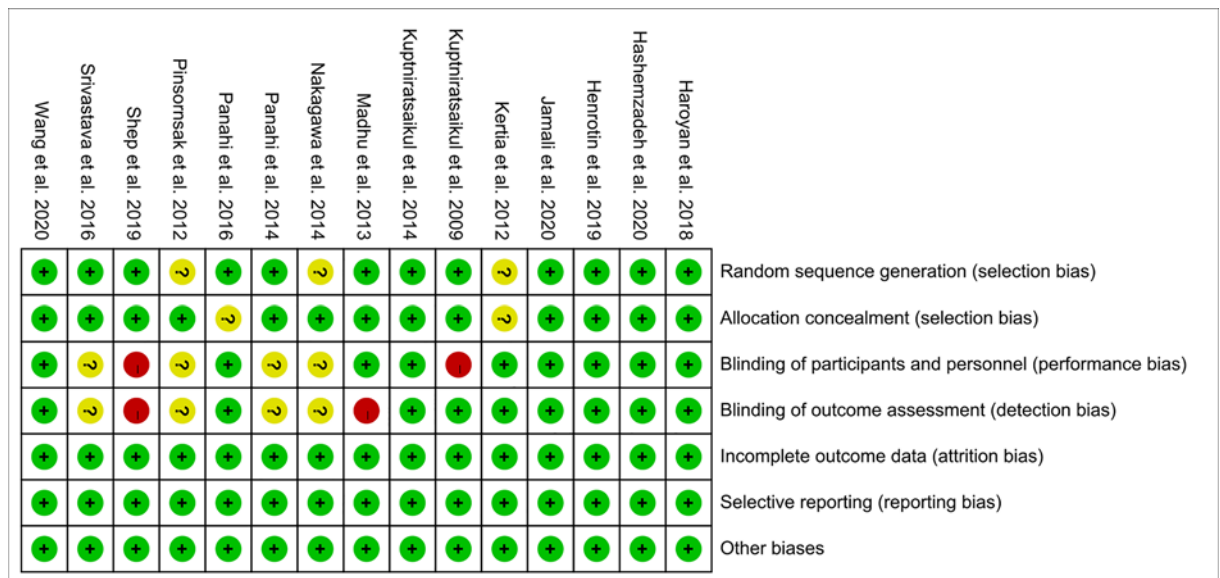 Wang et al. 2020
Srivastava et al. 2016
Shep et al. 2019
Pinsornsak et al. 2012
Panahi et al. 2016
Panahi et al. 2014
Nakagawa et al. 2014
Madhu et al. 2013
Kuptniratsaikul et al. 2014
Kuptniratsaikul et al. 2009
Kertia et al. 2012
Jamali et al. 2020
Henrotin et al. 2019
Hashemzadeh et al. 2020
Haroyan et al. 2018
+ + + ? + + ? + + + ? + + + + Random sequence generation (selection bias)
+ + + + ? + + + + + ? + + + + Allocation concealment (selection bias)
+ ? - ? + ? ? + + - + + + + + Blinding of participants and personnel (performance bias)
+ ? - ? + ? ? - + + + + + + + Blinding of outcome assessment (detection bias)
+ + + + + + + + + + + + + + + Incomplete outcome data (attrition bias)
+ + + + + + + + + + + + + + + Selective reporting (reporting bias)
+ + + + + + + + + + + + + + + Other biases